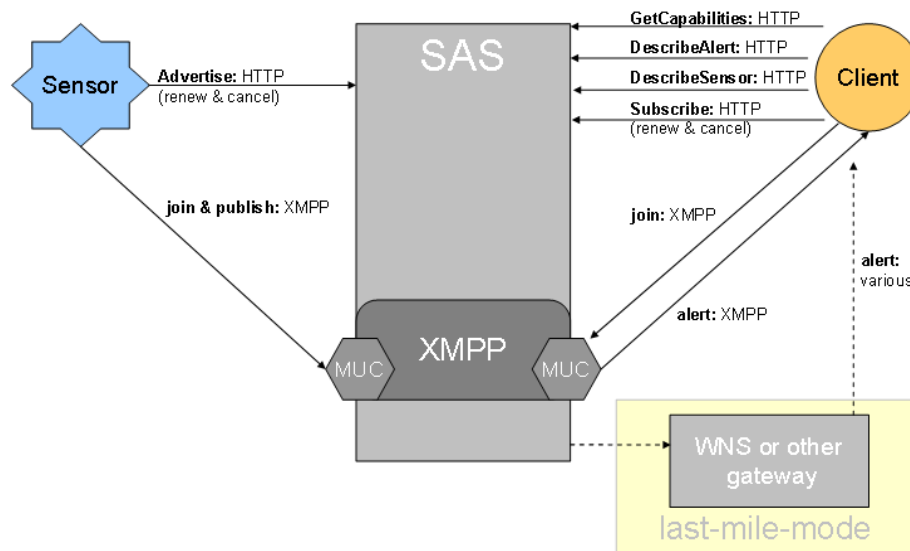 GetCapabilities: HTTP
SAS
DescribeAlert: HTTP
Sensor
Advertise: HTTP
(renew & cancel)
DescribeSensor: HTTP
Client
Subscribe: HTTP
(renew & cancel)
join & publish: XMPP
join: XMPP
alert:
various
alert: XMPP
XMPP
MUC
MUC
WNS or other
gateway
last-mile-mode